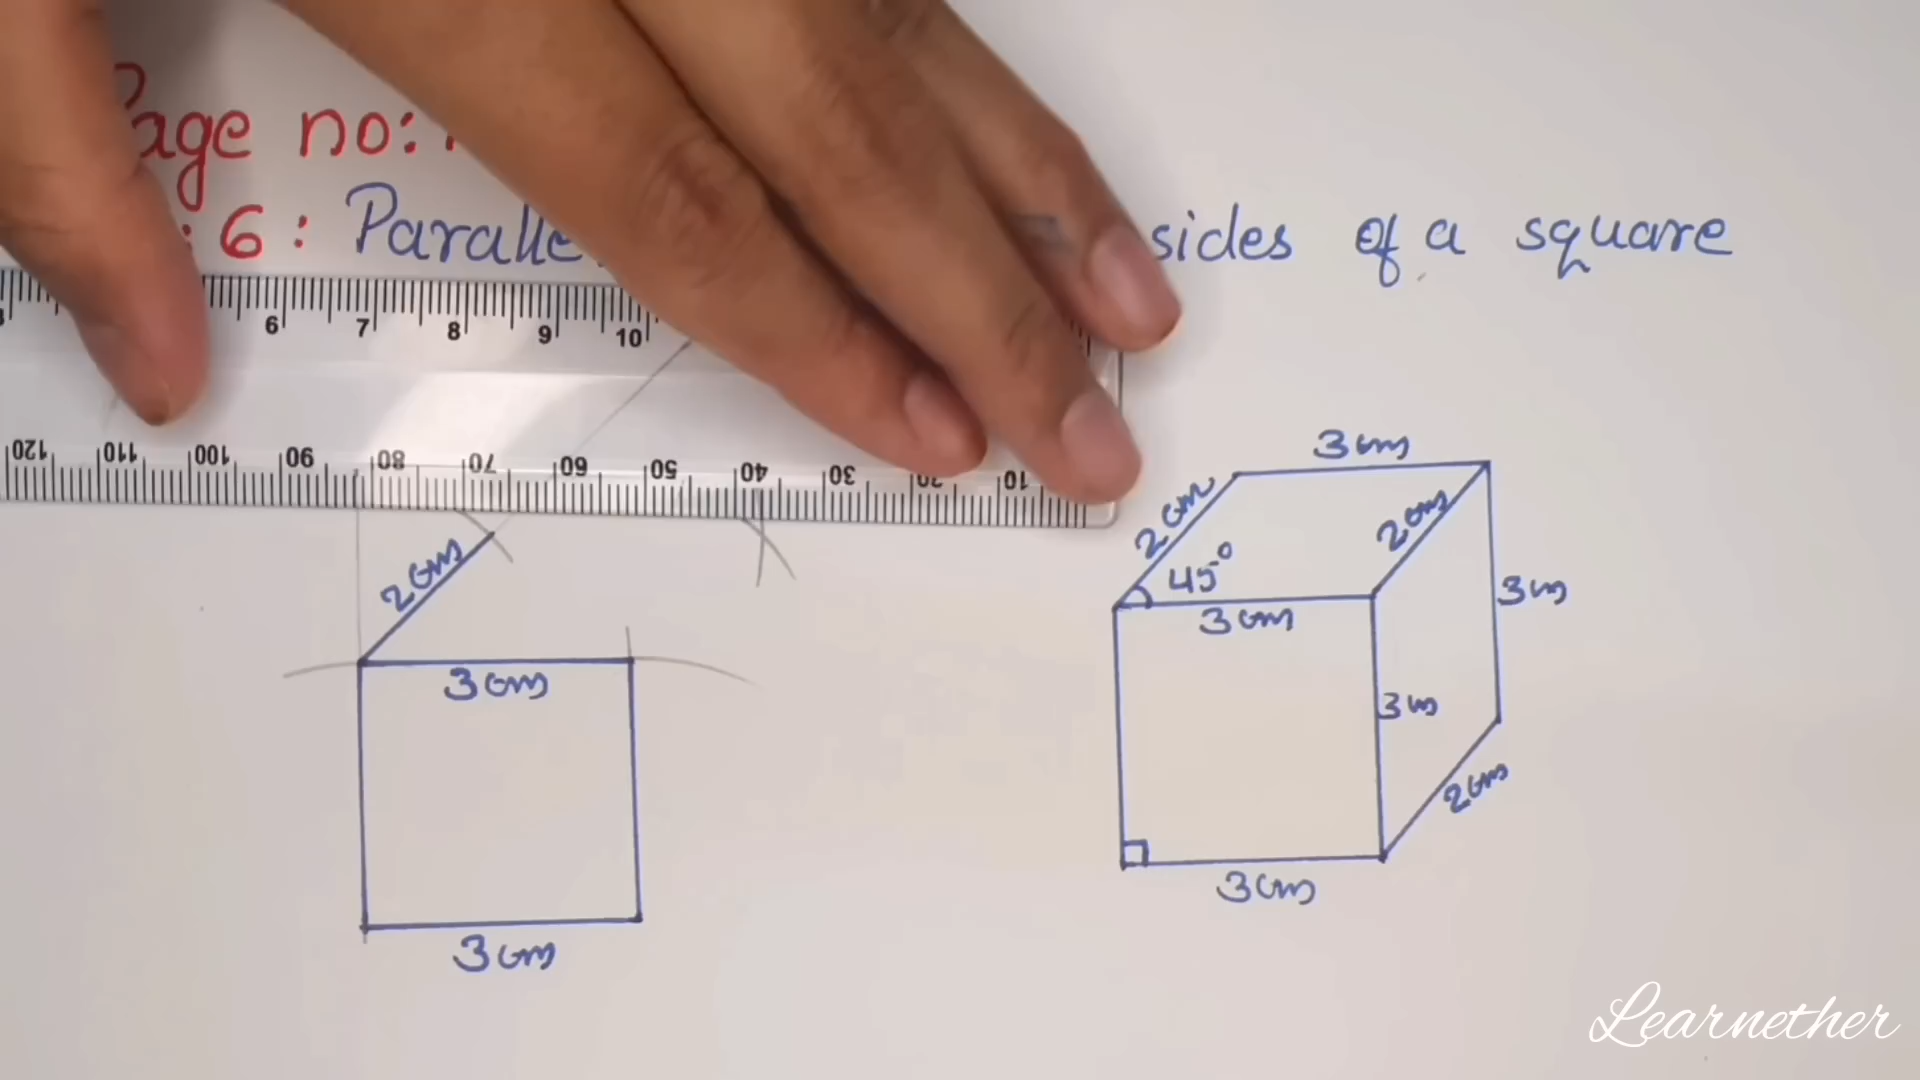 Page no:
: 6 : Paralle sides of a square
6 7 8 9 10
120 110 100 90 80 70 60 50 40 30 20 10
3cm
2cm
2cm
45°
3cm
3cm
3cm
2cm
3cm
2cm
3cm
3cm
Learnether